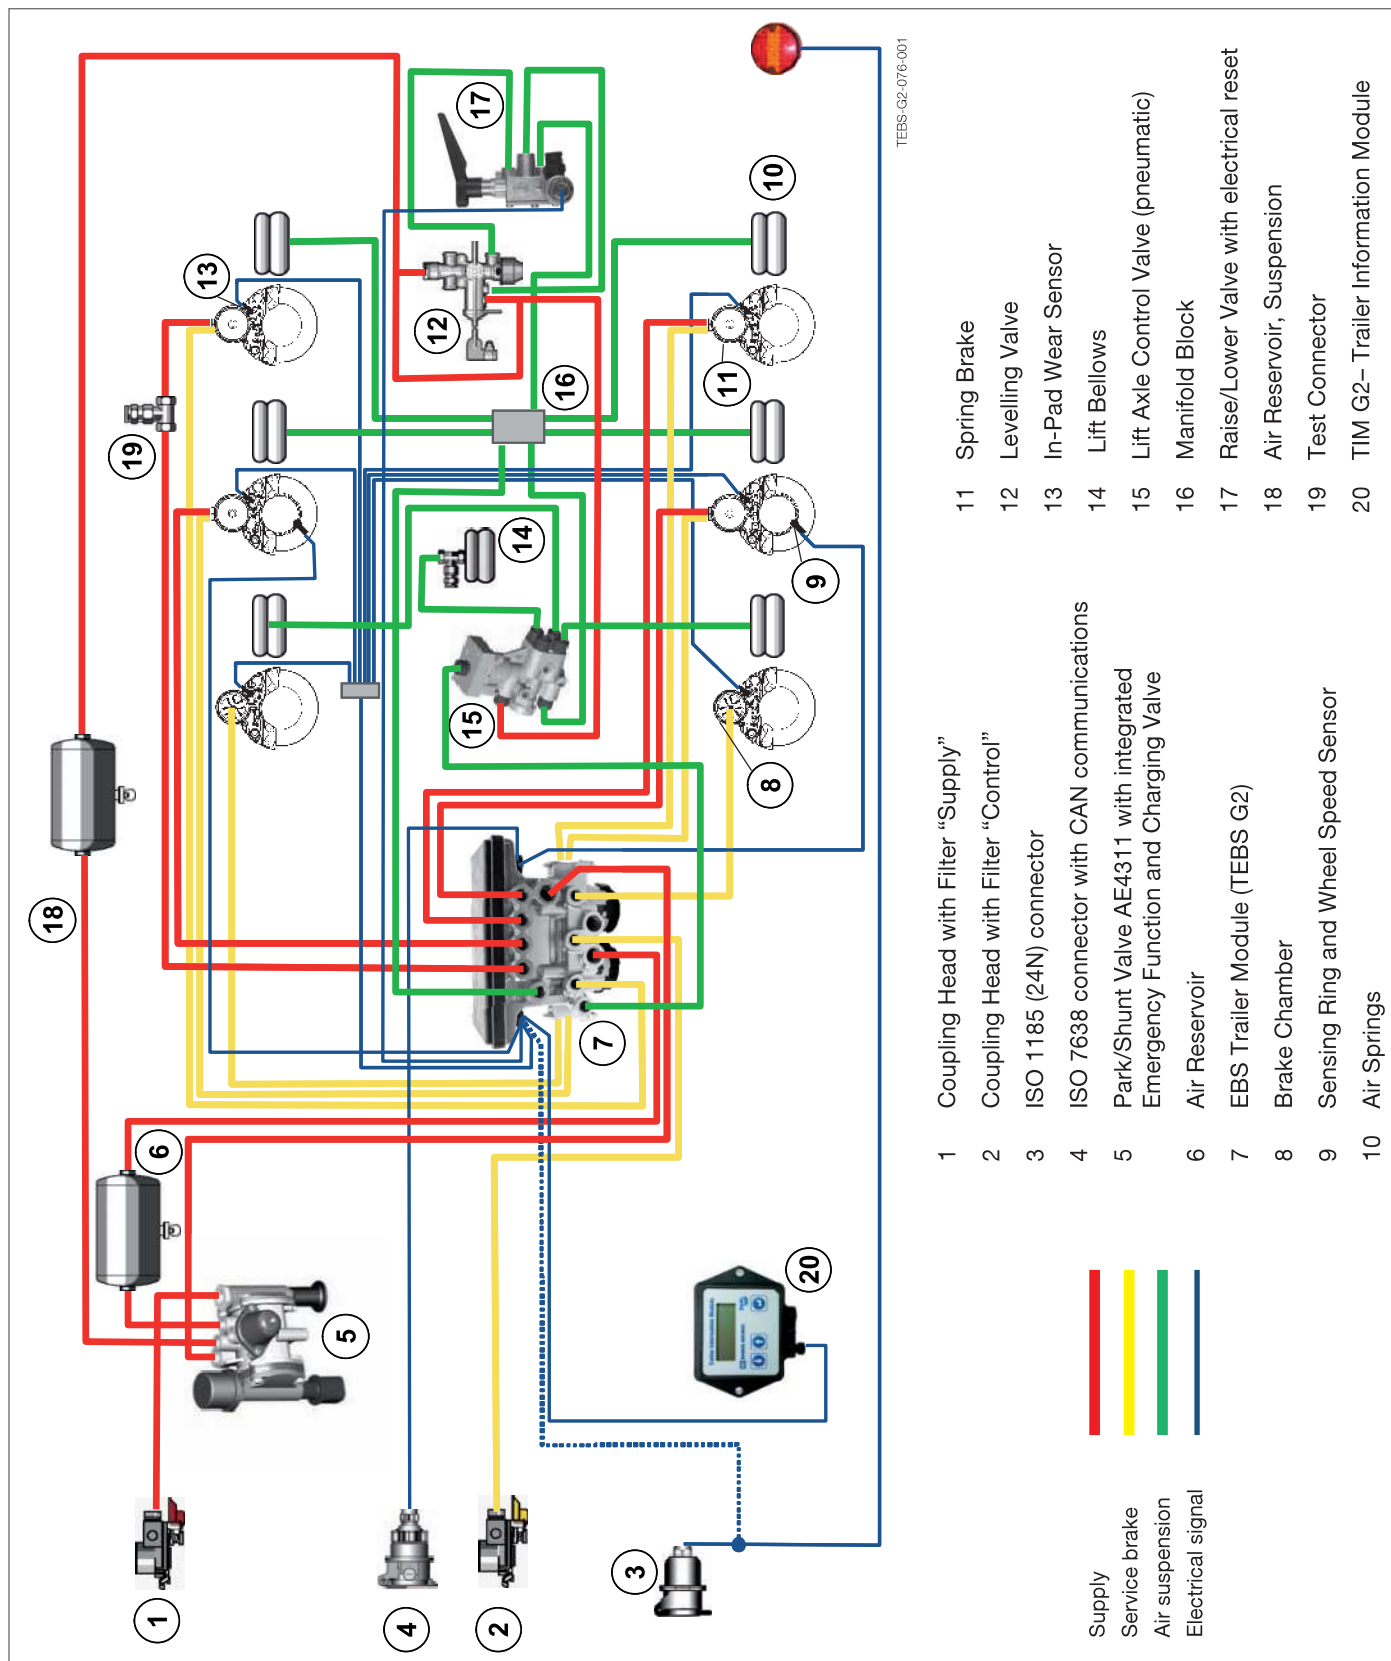 1
2
3
4
5
6
7
8
9
10
11
12
13
14
15
16
17
18
19
20
TEBS-G2-076-001
Supply
Service brake
Air suspension
Electrical signal
1 Coupling Head with Filter “Supply”
2 Coupling Head with Filter “Control”
3 ISO 1185 (24N) connector
4 ISO 7638 connector with CAN communications
5 Park/Shunt Valve AE4311 with integrated
Emergency Function and Charging Valve
6 Air Reservoir
7 EBS Trailer Module (TEBS G2)
8 Brake Chamber
9 Sensing Ring and Wheel Speed Sensor
10 Air Springs
11 Spring Brake
12 Levelling Valve
13 In-Pad Wear Sensor
14 Lift Bellows
15 Lift Axle Control Valve (pneumatic)
16 Manifold Block
17 Raise/Lower Valve with electrical reset
18 Air Reservoir, Suspension
19 Test Connector
20 TIM G2– Trailer Information Module